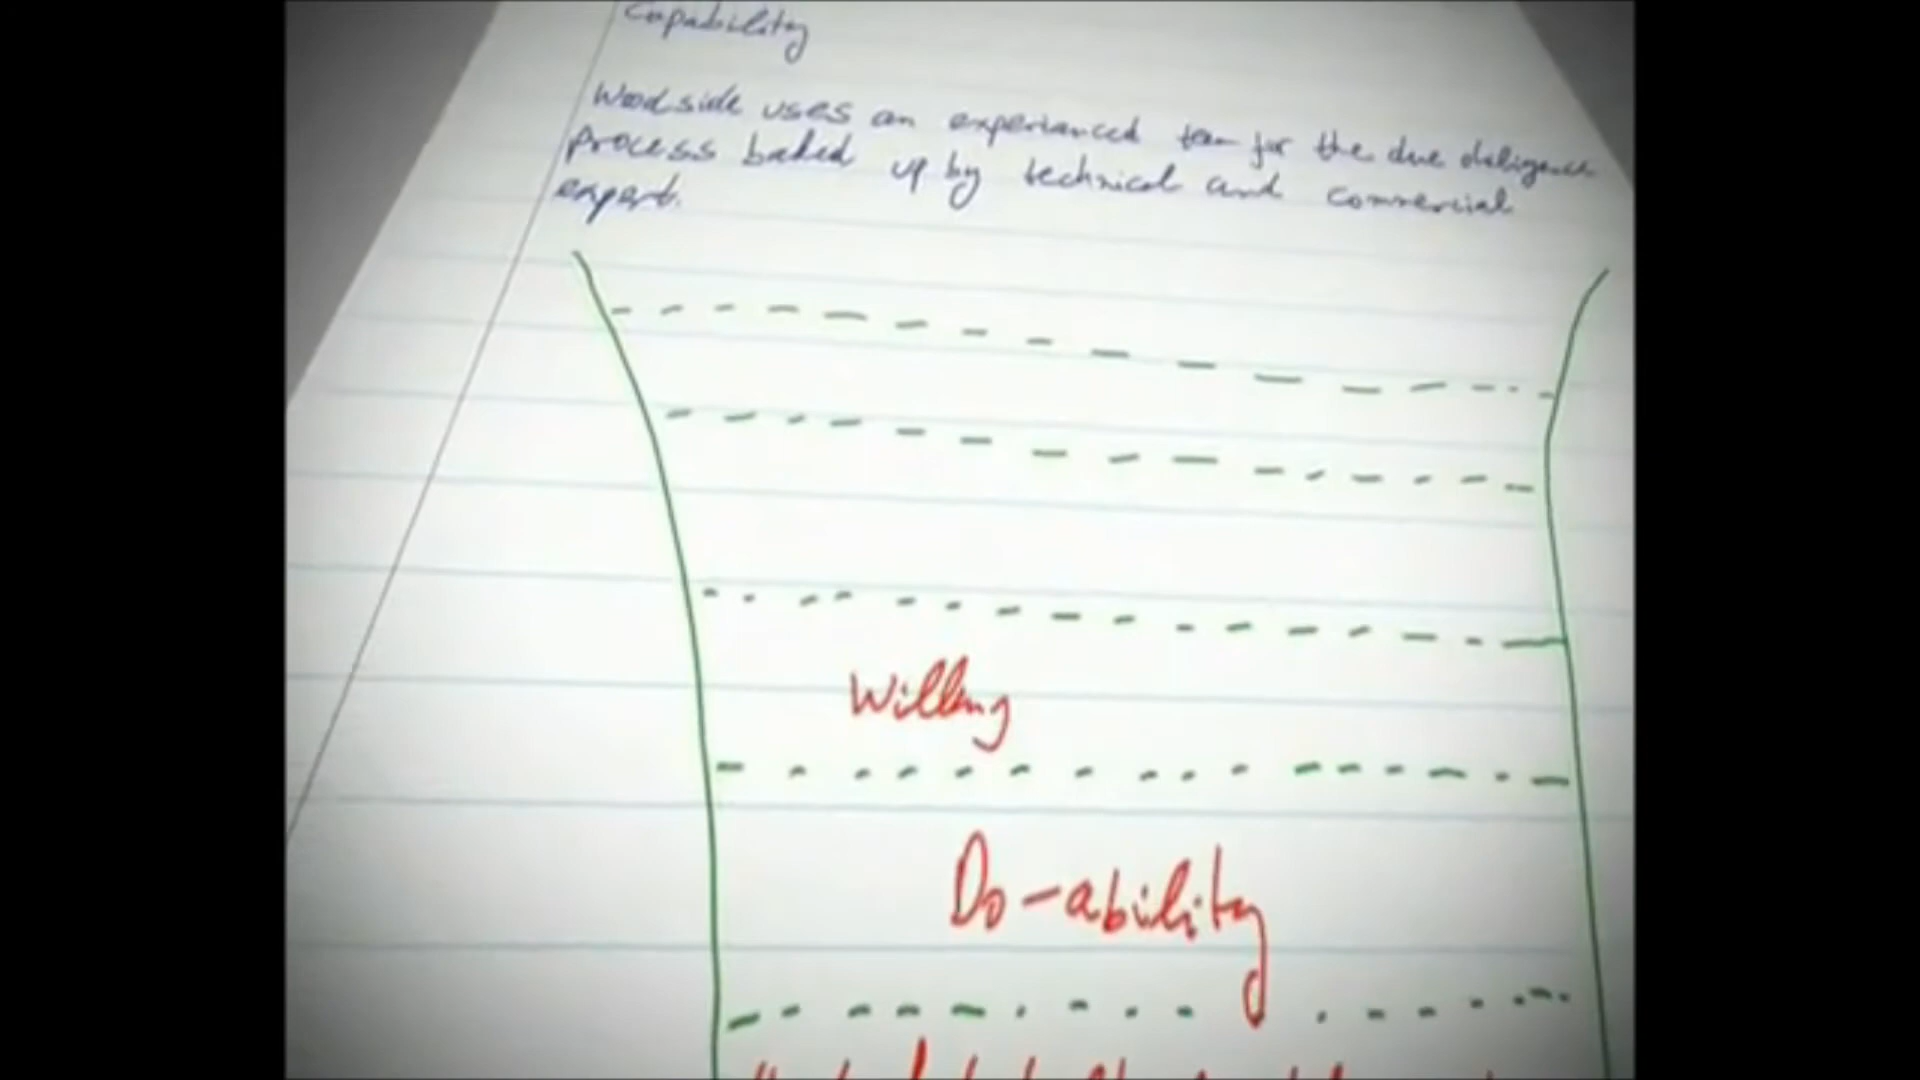 Capability
Woodside uses an experianced team for the due diligence
process backed up by technical and commercial
expert.
Willing
Do-ability